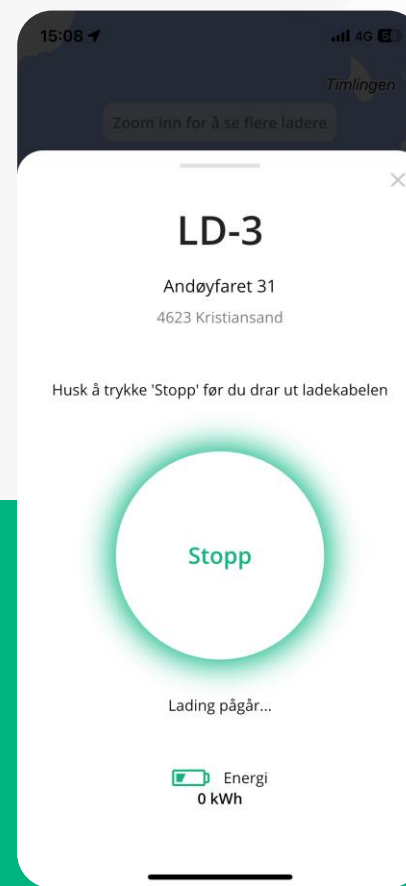 15:08 4G 5
Timlingen
Zoom inn for å se flere ladere
LD-3
Andøyfaret 31
4623 Kristiansand
Husk å trykke 'Stopp' før du drar ut ladekabelen
Stopp
Lading pågår...
Energi
0 kWh